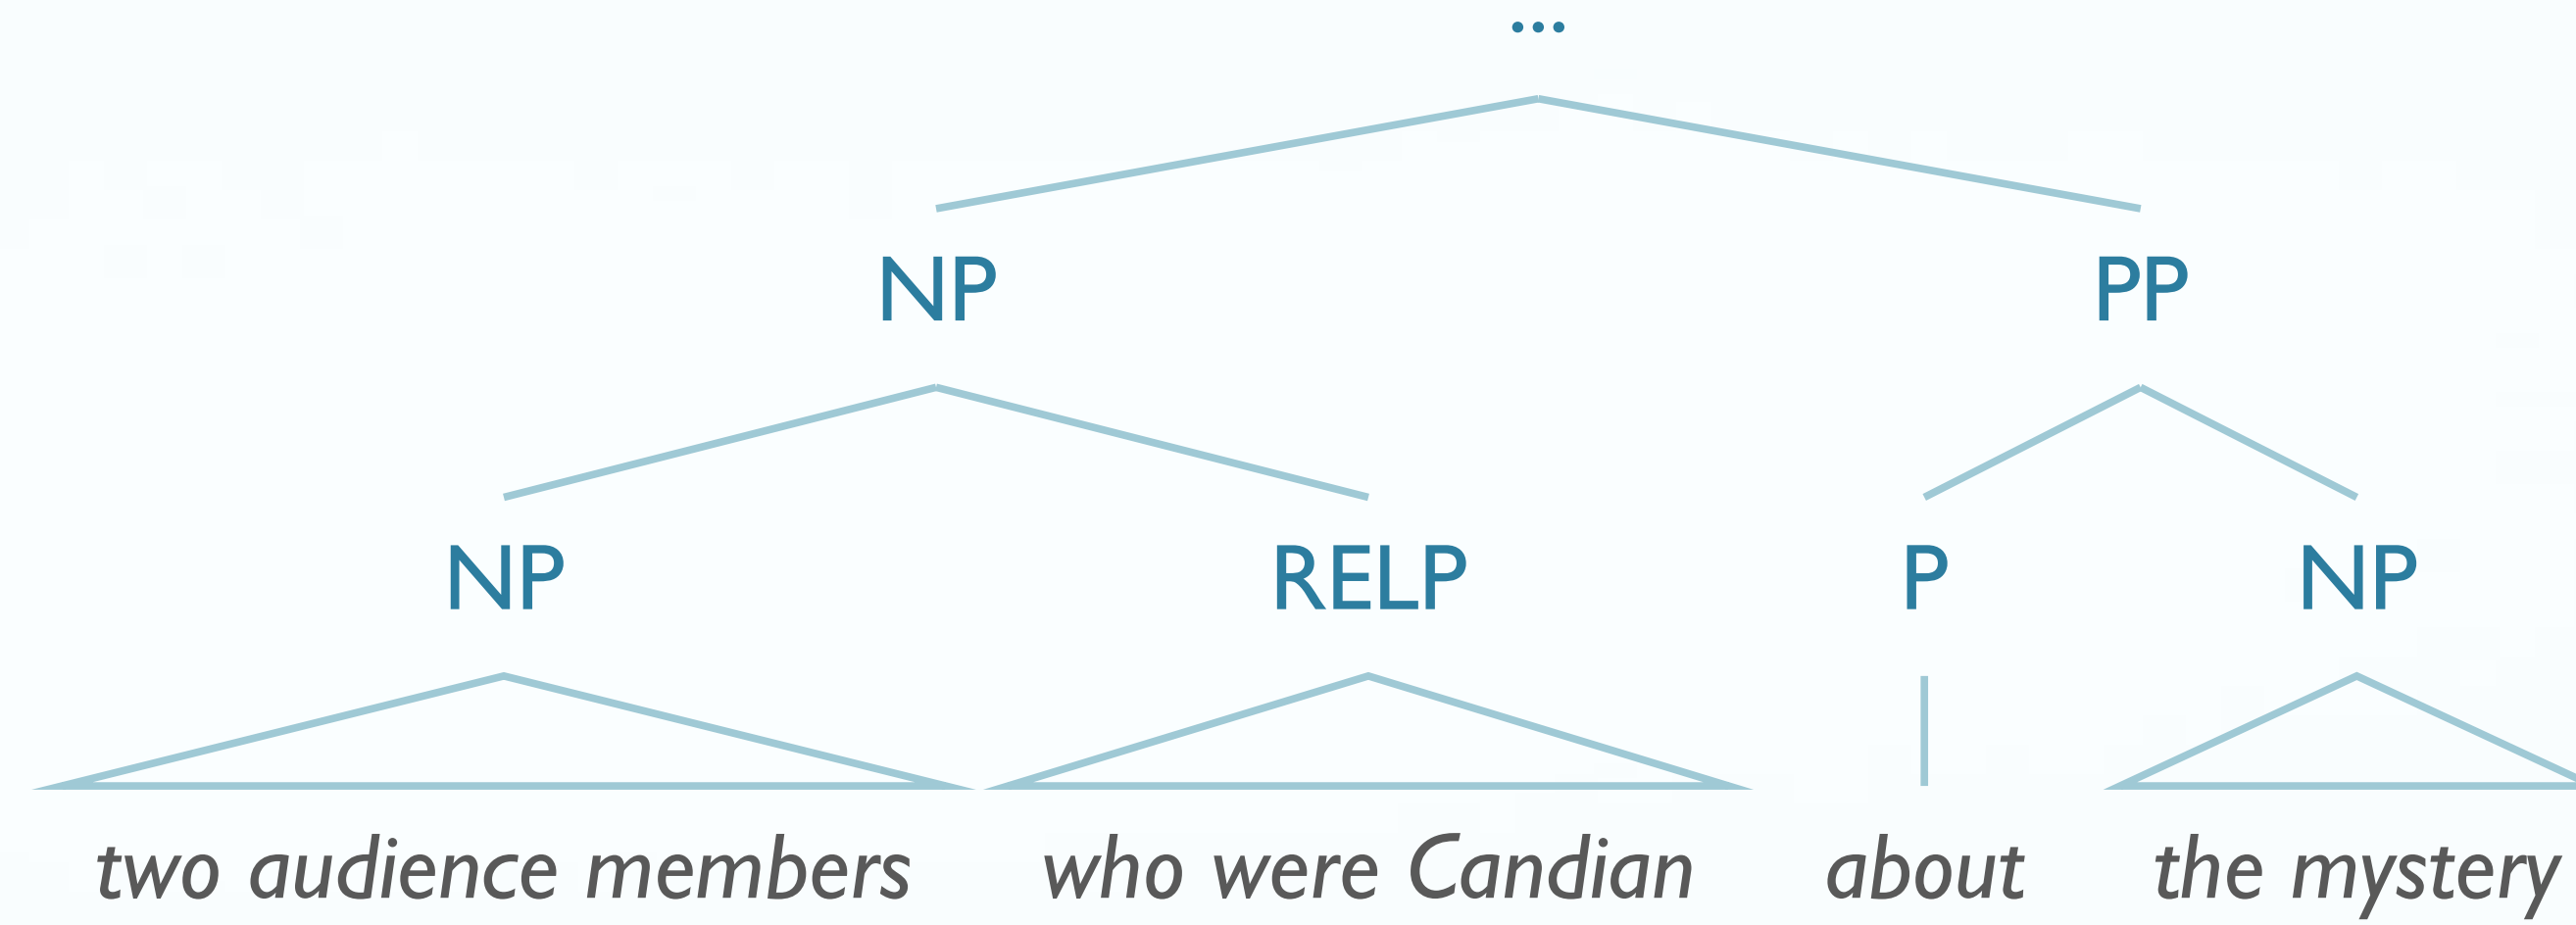 ...
NP PP
NP RELP P NP
two audience members who were Candian about the mystery